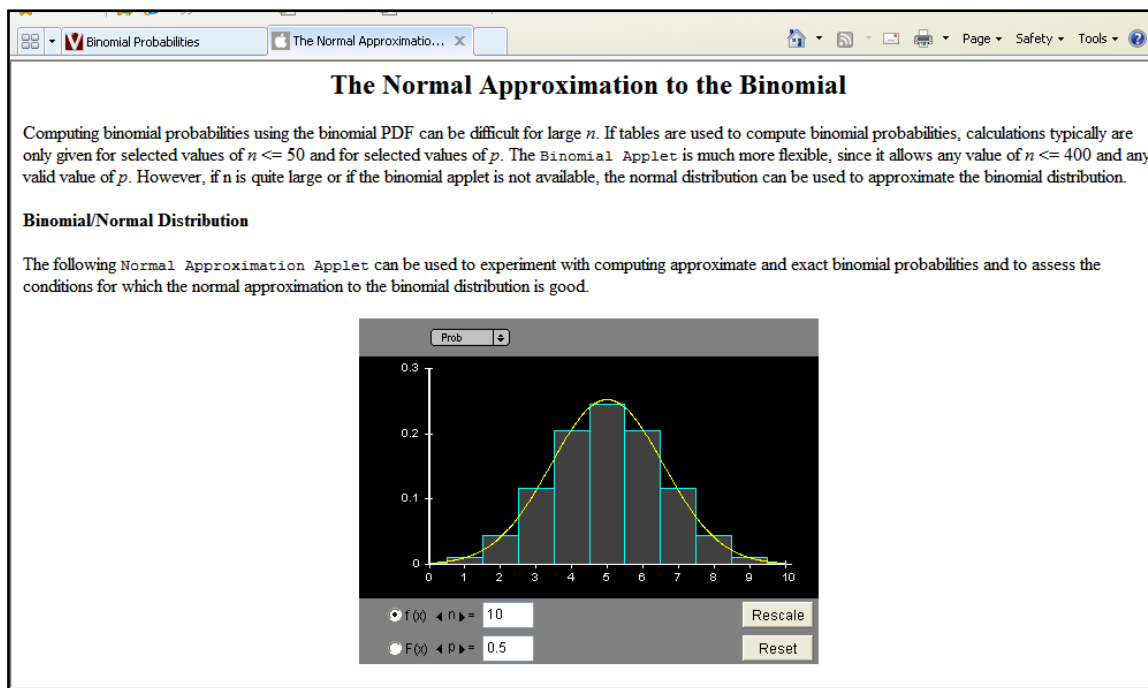 Binomial Probabilities
The Normal Approximatio... X
Page
Safety
Tools
The Normal Approximation to the Binomial
Computing binomial probabilities using the binomial PDF can be difficult for large n. If tables are used to compute binomial probabilities, calculations typically are
only given for selected values of n <= 50 and for selected values of p. The Binomial Applet is much more flexible, since it allows any value of n <= 400 and any
valid value of p. However, if n is quite large or if the binomial applet is not available, the normal distribution can be used to approximate the binomial distribution.
Binomial/Normal Distribution
The following Normal Approximation Applet can be used to experiment with computing approximate and exact binomial probabilities and to assess the
conditions for which the normal approximation to the binomial distribution is good.
Prob
0.3
0.2
0.1
0
0 1 2 3 4 5 6 7 8 9 10
f(x) n = 10 Rescale
F(x) p = 0.5 Reset